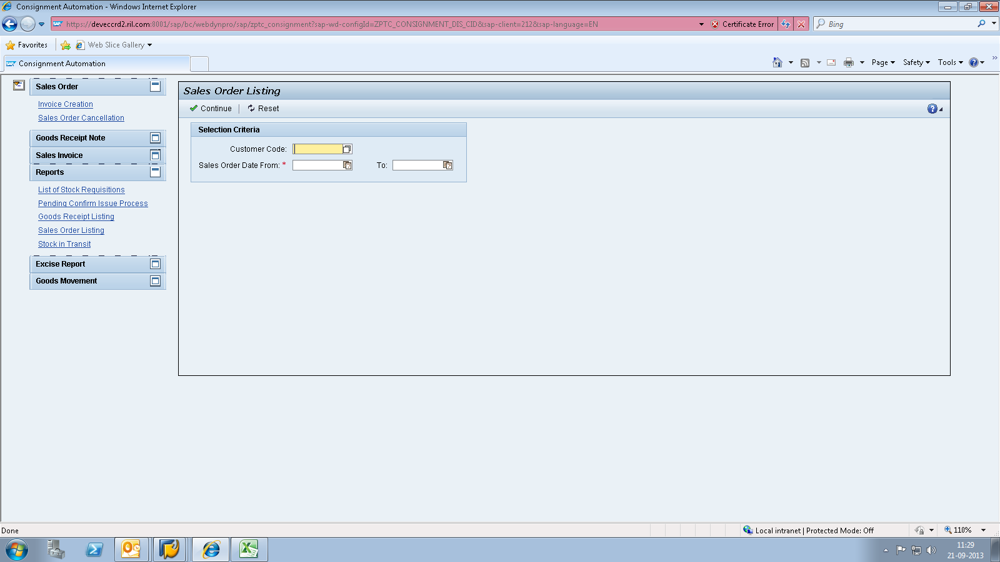 Consignment Automation - Windows Internet Explorer
https://deveccrd2.ril.com:8001/sap/bc/webdynpro/sap/zptc_consignment?sap-wd-configId=ZPTC_CONSIGNMENT_DIS_CID&sap-client=212&sap-language=EN
Certificate Error
Bing
Favorites
Web Slice Gallery
SAP Consignment Automation
Page
Safety
Tools
Sales Order
Invoice Creation
Sales Order Cancellation
Goods Receipt Note
Sales Invoice
Reports
List of Stock Requisitions
Pending Confirm Issue Process
Goods Receipt Listing
Sales Order Listing
Stock in Transit
Excise Report
Goods Movement
Sales Order Listing
Continue
Reset
Selection Criteria
Customer Code:
Sales Order Date From: *
To:
Done
Local intranet | Protected Mode: Off
110%
11:29
21-09-2013